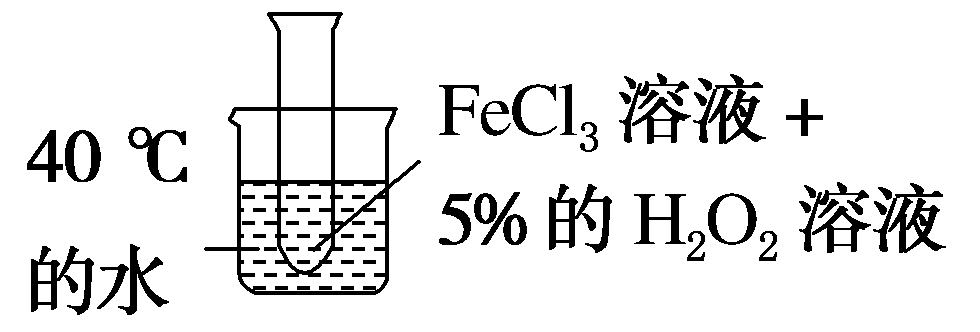 40 ℃
的水
FeCl₃ 溶液 +
5% 的 H₂O₂ 溶液